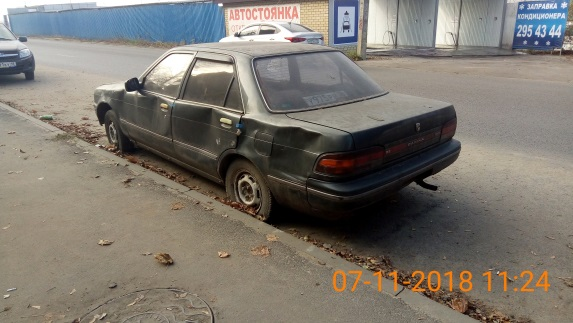 АВТОСТОЯНКА
ЗАПРАВКА
КОНДИЦИОНЕРА
295 43 44
07-11-2018 11:24